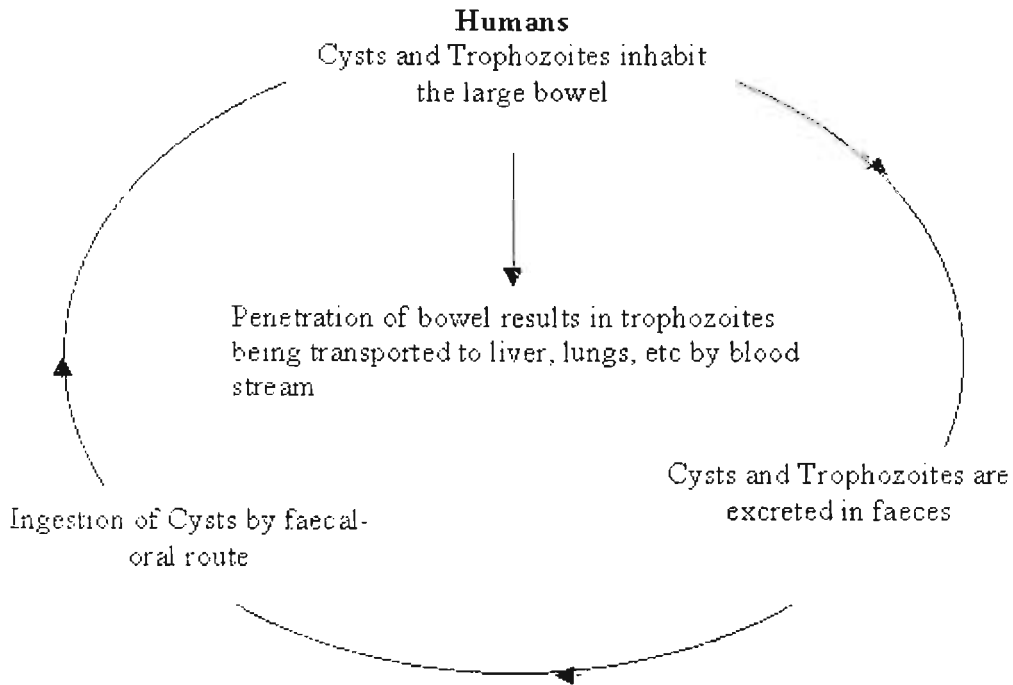 Humans
Cysts and Trophozoites inhabit
the large bowel
Penetration of bowel results in trophozoites
being transported to liver, lungs, etc by blood
stream
Cysts and Trophozoites are
excreted in faeces
Ingestion of Cysts by faecal-
oral route